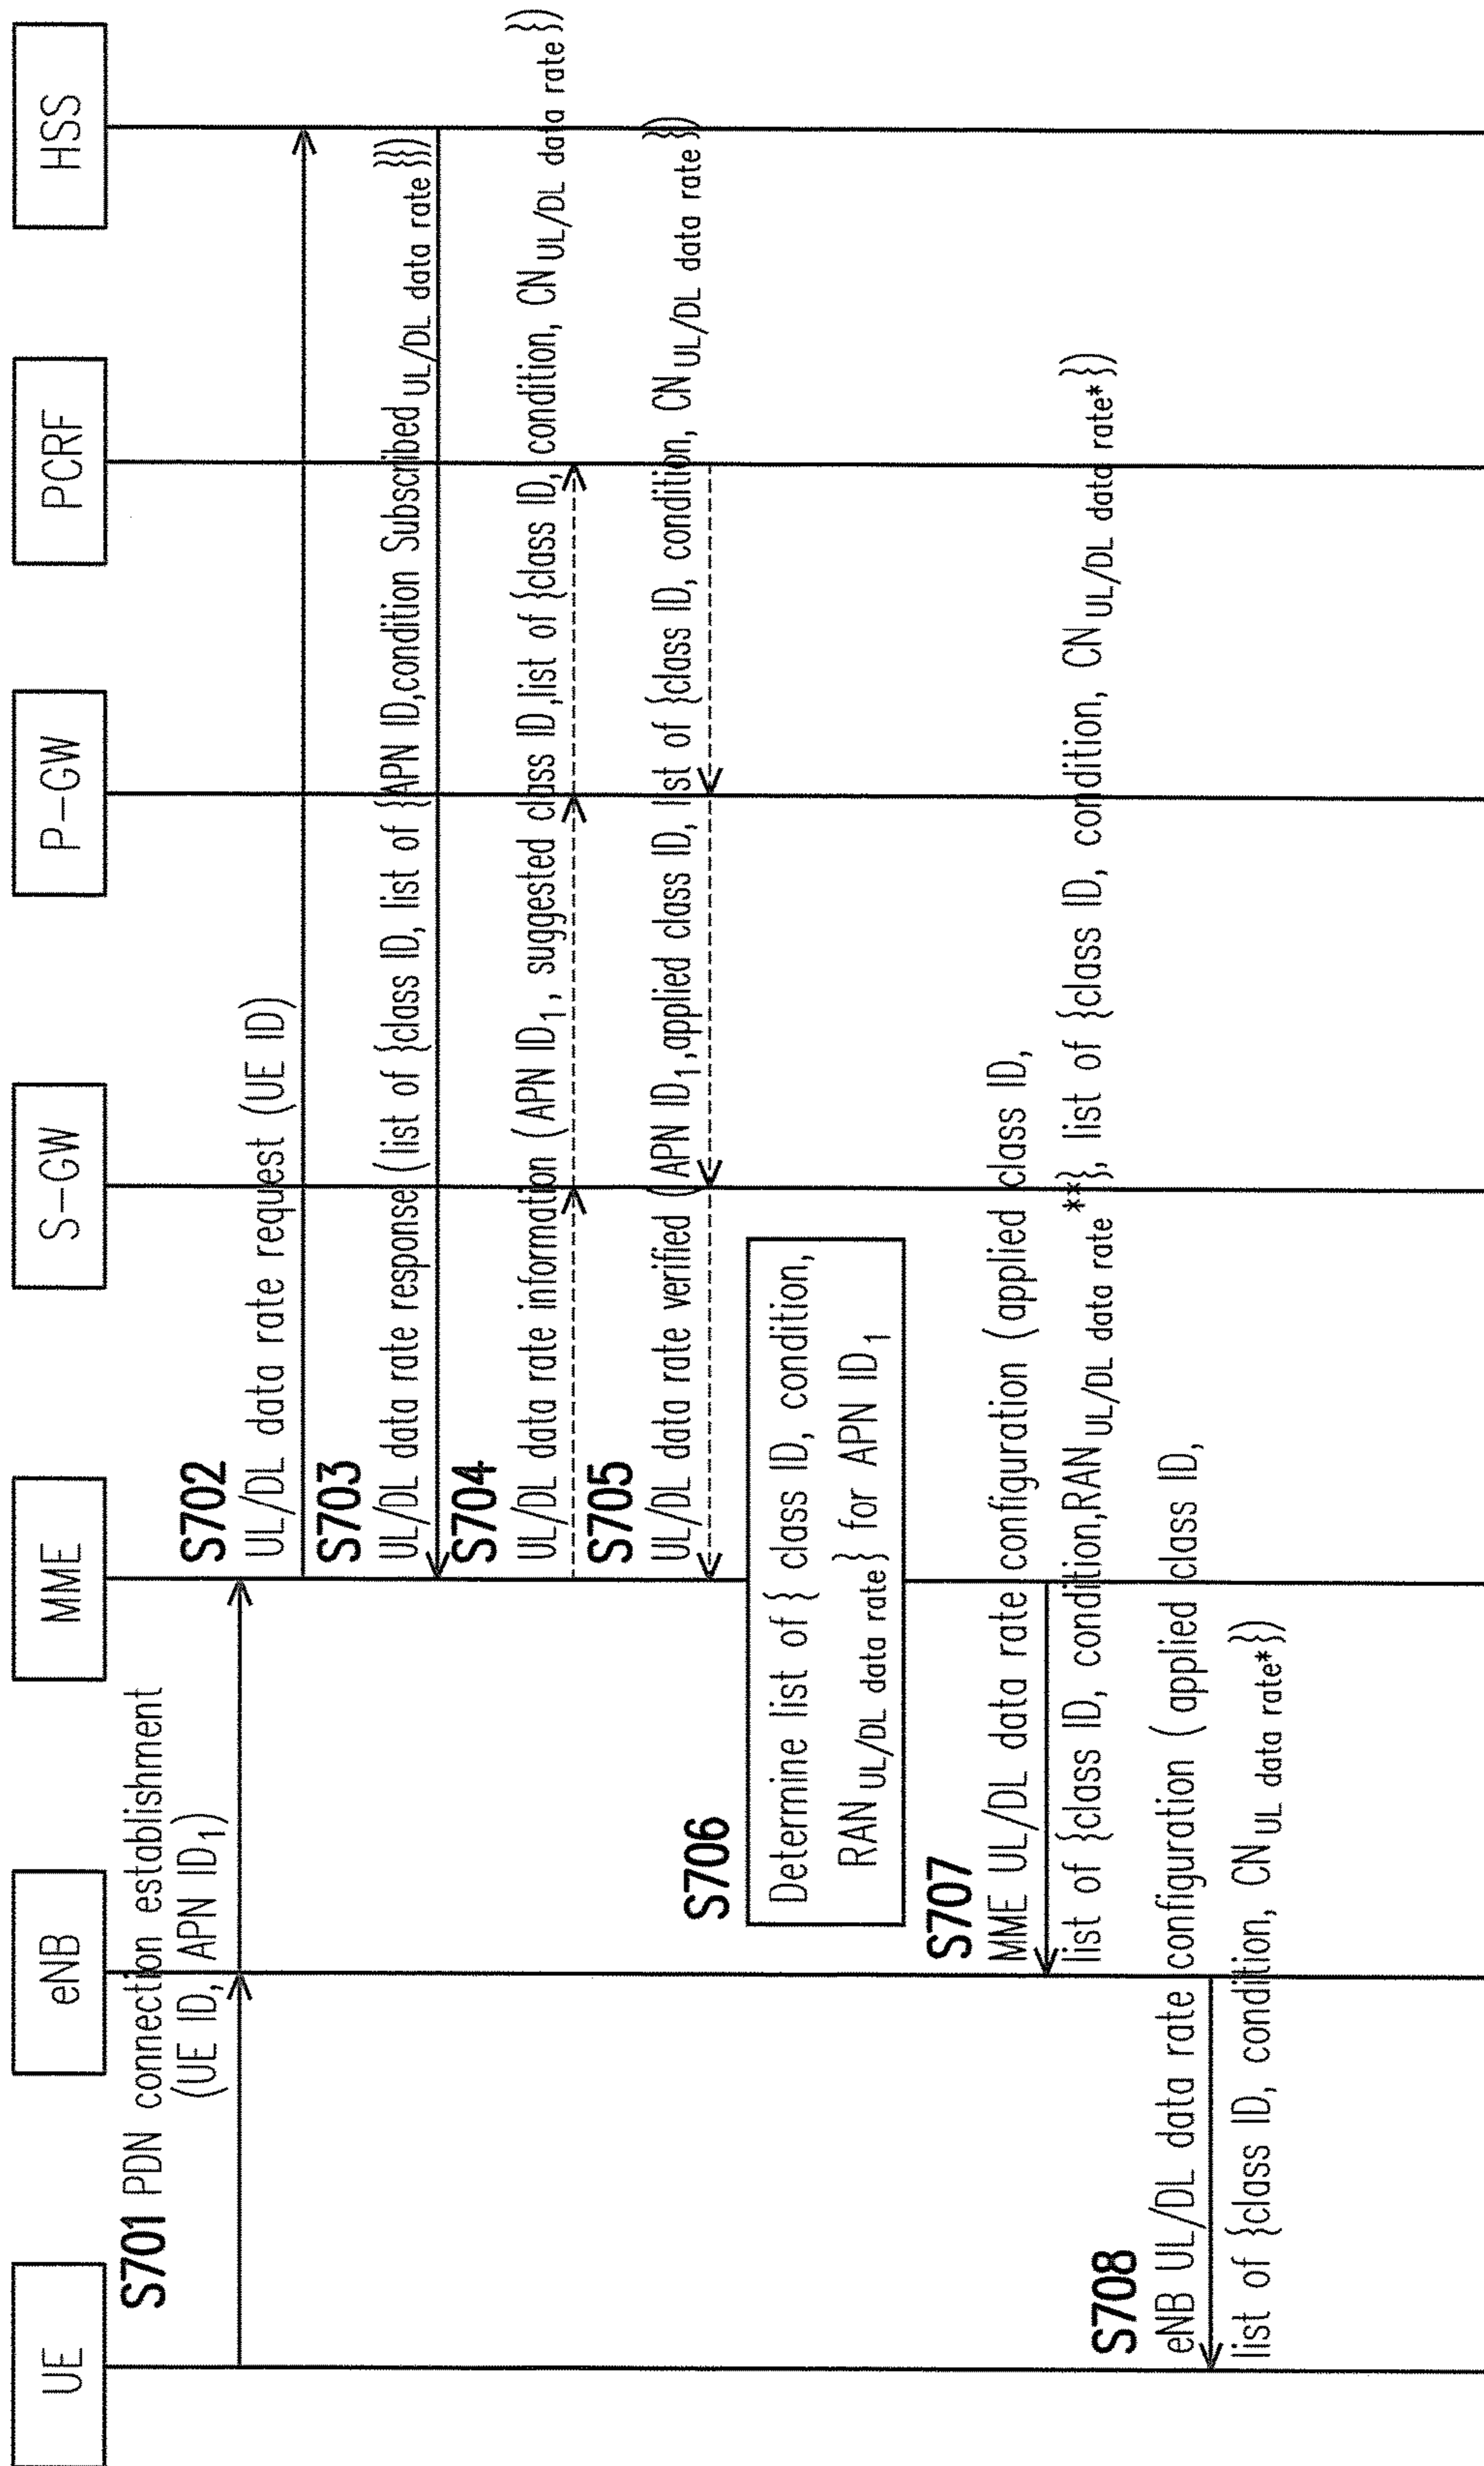 UE
eNB
MME
S-GW
P-GW
PCRF
HSS
S701 PDN connection establishment
(UE ID, APN ID1)
S702
UL/DL data rate request (UE ID)
S703
UL/DL data rate response (list of {class ID, list of {APN ID,condition Subscribed UL/DL data rate}})
S704
UL/DL data rate information (APN ID1, suggested class ID,list of {class ID, condition, CN UL/DL data rate})
S705
UL/DL data rate verified (APN ID1,applied class ID, list of {class ID, condition, CN UL/DL data rate})
S706
Determine list of { class ID, condition,
RAN UL/DL data rate} for APN ID1
S707
MME UL/DL data rate configuration (applied class ID,
list of {class ID, condition,RAN UL/DL data rate **}, list of {class ID, condition, CN UL/DL data rate*})
S708
eNB UL/DL data rate configuration ( applied class ID,
list of {class ID, condition, CN UL data rate*})